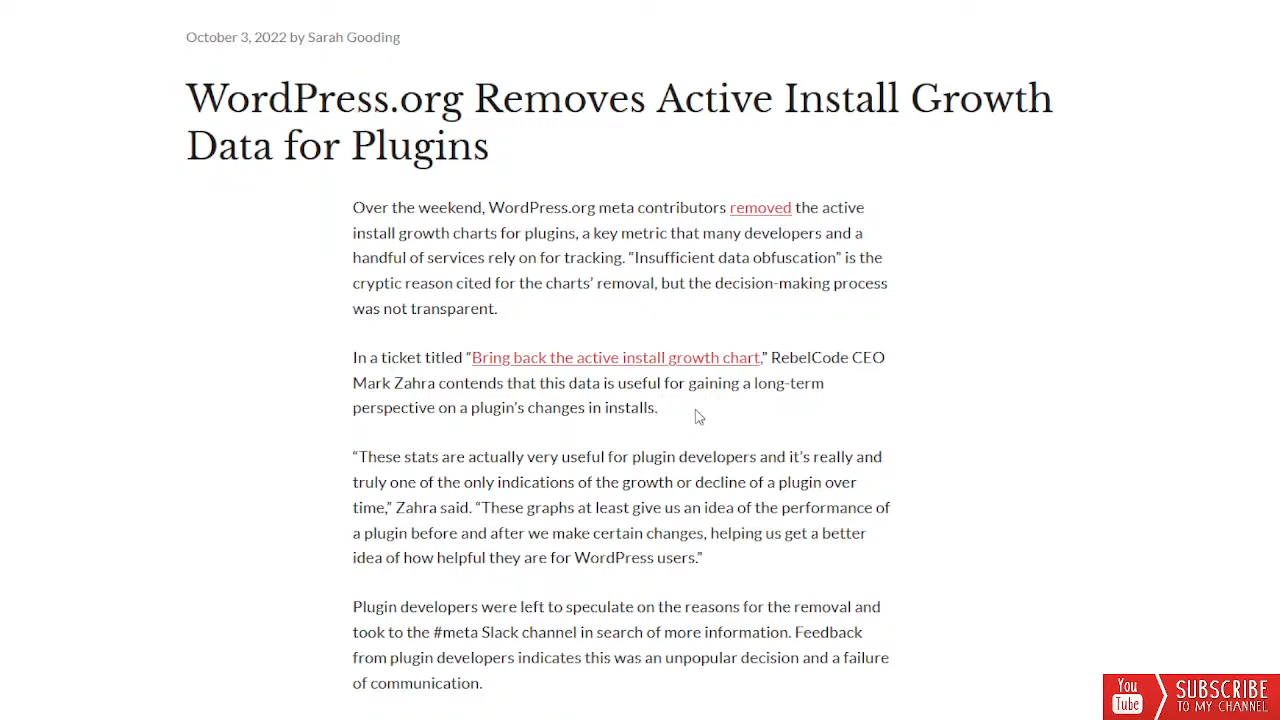 October 3, 2022 by Sarah Gooding
WordPress.org Removes Active Install Growth
Data for Plugins
Over the weekend, WordPress.org meta contributors removed the active
install growth charts for plugins, a key metric that many developers and a
handful of services rely on for tracking. “Insufficient data obfuscation” is the
cryptic reason cited for the charts’ removal, but the decision-making process
was not transparent.
In a ticket titled “Bring back the active install growth chart,” RebelCode CEO
Mark Zahra contends that this data is useful for gaining a long-term
perspective on a plugin’s changes in installs.
“These stats are actually very useful for plugin developers and it’s really and
truly one of the only indications of the growth or decline of a plugin over
time,” Zahra said. “These graphs at least give us an idea of the performance of
a plugin before and after we make certain changes, helping us get a better
idea of how helpful they are for WordPress users.”
Plugin developers were left to speculate on the reasons for the removal and
took to the #meta Slack channel in search of more information. Feedback
from plugin developers indicates this was an unpopular decision and a failure
of communication.
You
Tube
SUBSCRIBE
TO MY CHANNEL